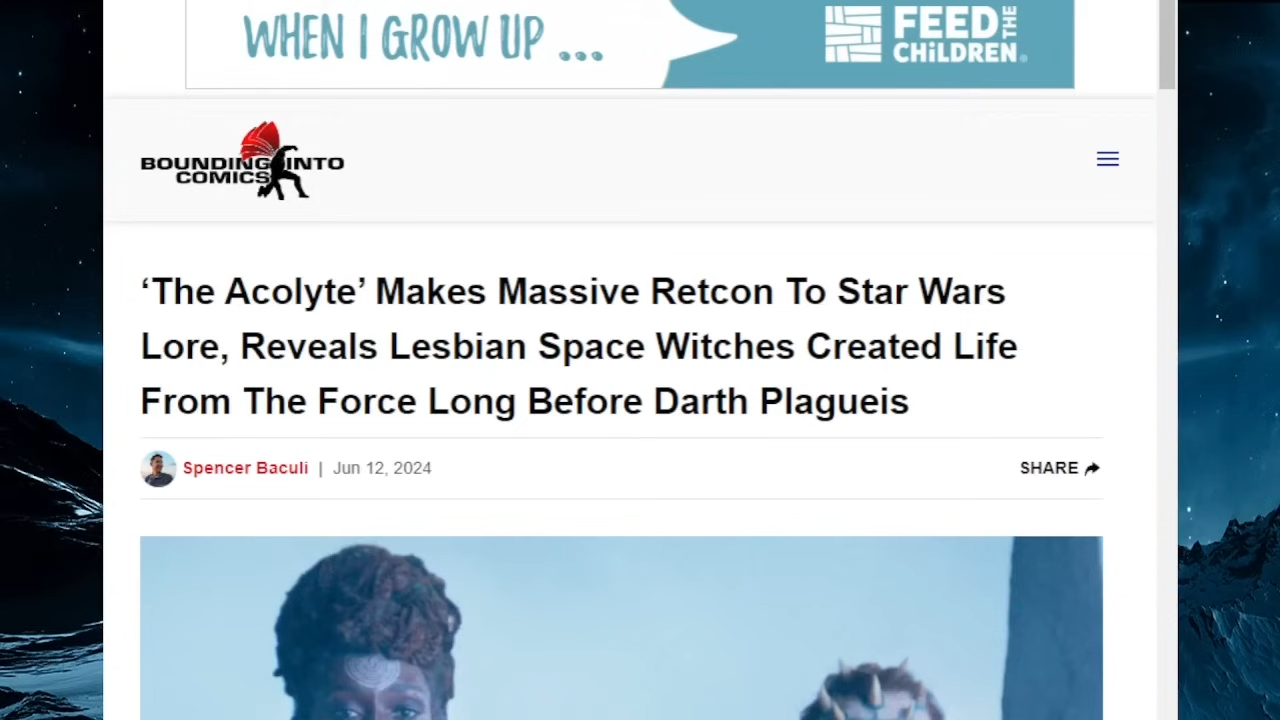 WHEN I GROW UP ...
FEED THE CHiLDREN®
BOUNDING INTO
COMICS
‘The Acolyte’ Makes Massive Retcon To Star Wars
Lore, Reveals Lesbian Space Witches Created Life
From The Force Long Before Darth Plagueis
Spencer Baculi | Jun 12, 2024
SHARE